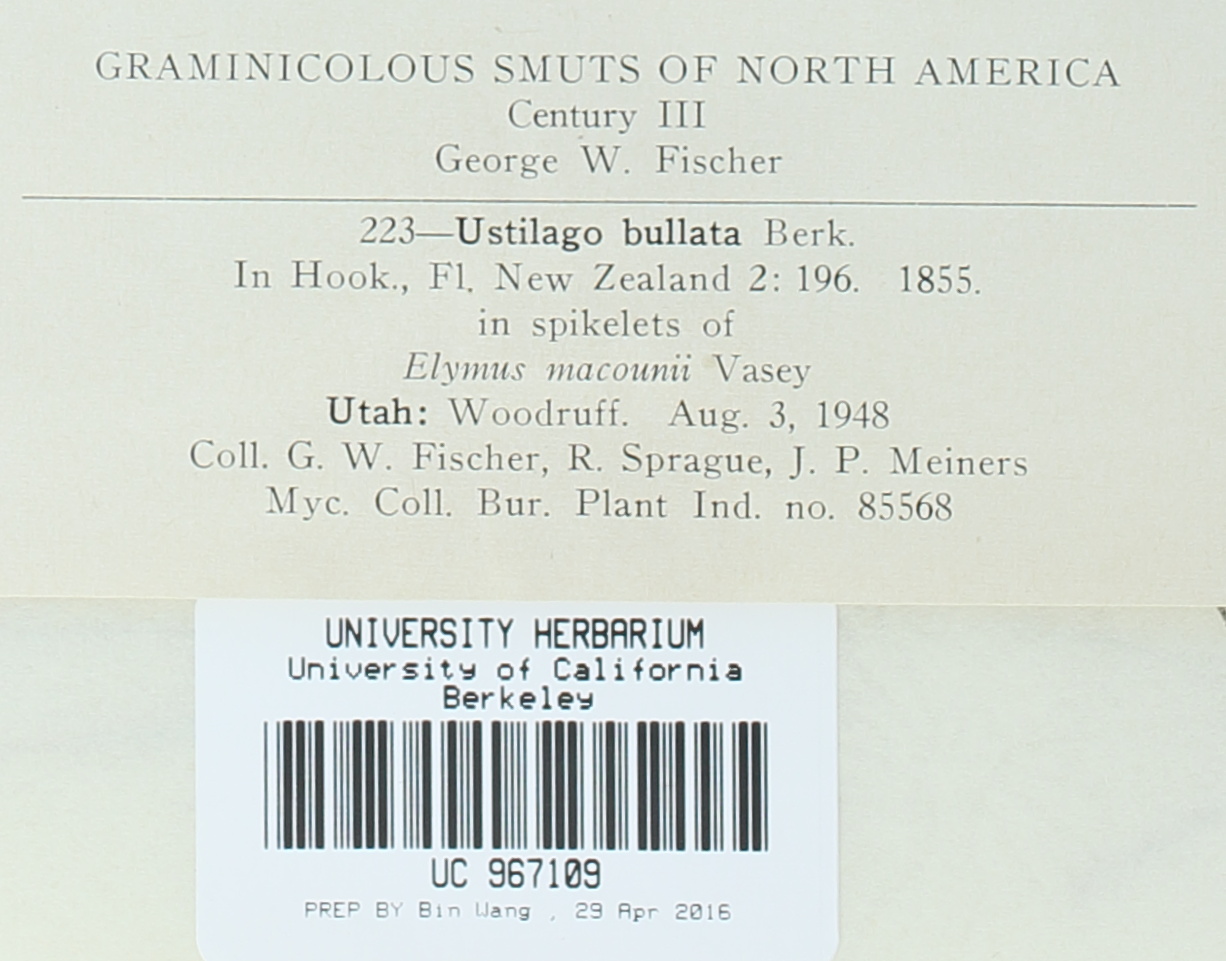 GRAMINICOLOUS SMUTS OF NORTH AMERICA
Century III
George W. Fischer
223—Ustilago bullata Berk.
In Hook., Fl. New Zealand 2: 196. 1855.
in spikelets of
Elymus macounii Vasey
Utah: Woodruff. Aug. 3, 1948
Coll. G. W. Fischer, R. Sprague, J. P. Meiners
Myc. Coll. Bur. Plant Ind. no. 85568
UNIVERSITY HERBARIUM
University of California
Berkeley
UC 967109
PREP BY Bin Wang , 29 Apr 2016